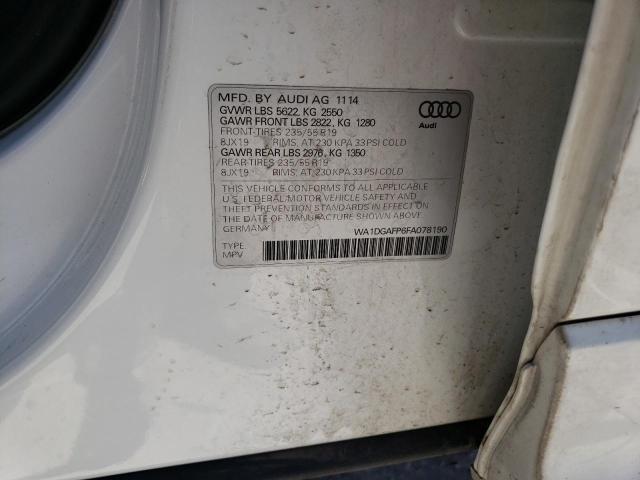 MFD. BY AUDI AG 11 14
GVWR LBS 5622, KG 2550
GAWR FRONT LBS 2822, KG 1280
FRONT-TIRES 235/55 R19
8JX19 RIMS, AT 230 KPA 33 PSI COLD
GAWR REAR LBS 2976, KG 1350
REAR-TIRES 235/55 R19
8JX19 RIMS, AT 230 KPA 33 PSI COLD
THIS VEHICLE CONFORMS TO ALL APPLICABLE
U.S. FEDERAL MOTOR VEHICLE SAFETY AND
THEFT PREVENTION STANDARDS IN EFFECT ON
THE DATE OF MANUFACTURE SHOWN ABOVE
GERMANY
WA1DGAFP6FA078190
TYPE
MPV
Audi